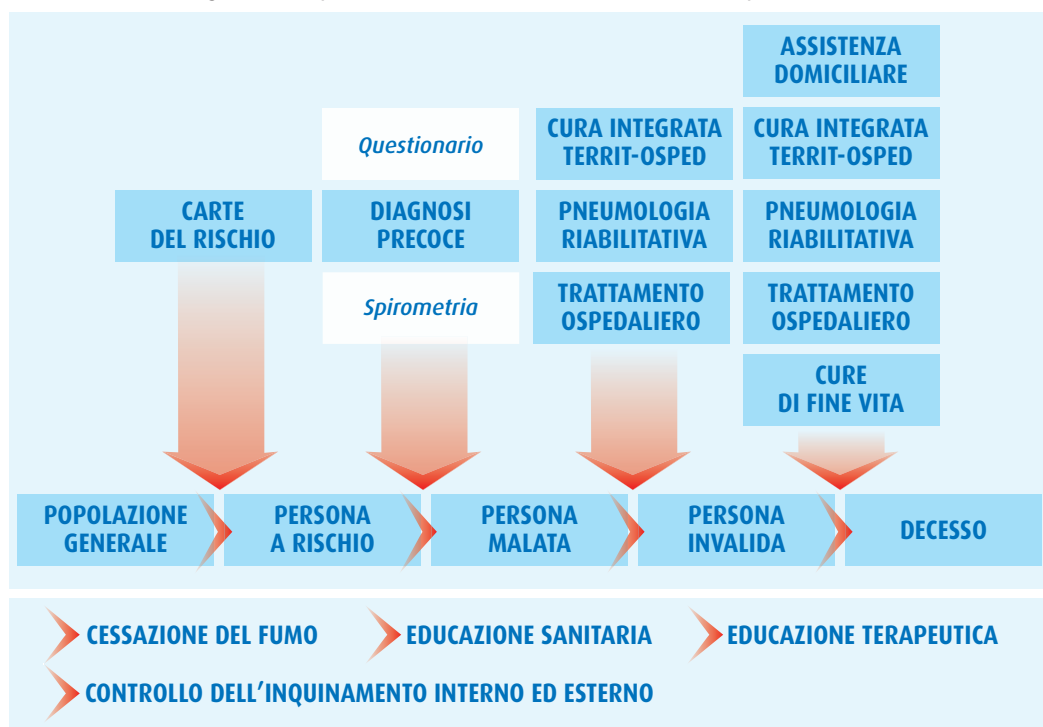 ASSISTENZA
DOMICILIARE
Questionario
CURA INTEGRATA
TERRIT-OSPED
CURA INTEGRATA
TERRIT-OSPED
CARTE
DEL RISCHIO
DIAGNOSI
PRECOCE
PNEUMOLOGIA
RIABILITATIVA
PNEUMOLOGIA
RIABILITATIVA
Spirometria
TRATTAMENTO
OSPEDALIERO
TRATTAMENTO
OSPEDALIERO
CURE
DI FINE VITA
POPOLAZIONE
GENERALE
PERSONA
A RISCHIO
PERSONA
MALATA
PERSONA
INVALIDA
DECESSO
CESSAZIONE DEL FUMO
EDUCAZIONE SANITARIA
EDUCAZIONE TERAPEUTICA
CONTROLLO DELL’INQUINAMENTO INTERNO ED ESTERNO